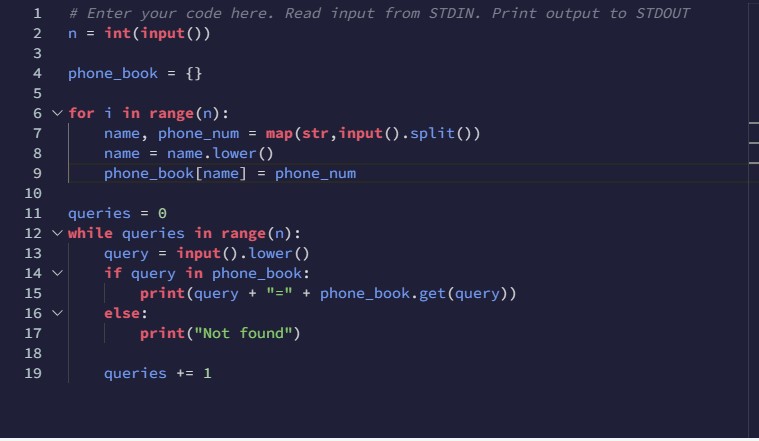 1 # Enter your code here. Read input from STDIN. Print output to STDOUT
2 n = int(input())
3
4 phone_book = {}
5
6 for i in range(n):
7     name, phone_num = map(str,input().split())
8     name = name.lower()
9     phone_book[name] = phone_num
10
11 queries = 0
12 while queries in range(n):
13     query = input().lower()
14     if query in phone_book:
15         print(query + "=" + phone_book.get(query))
16     else:
17         print("Not found")
18
19     queries += 1